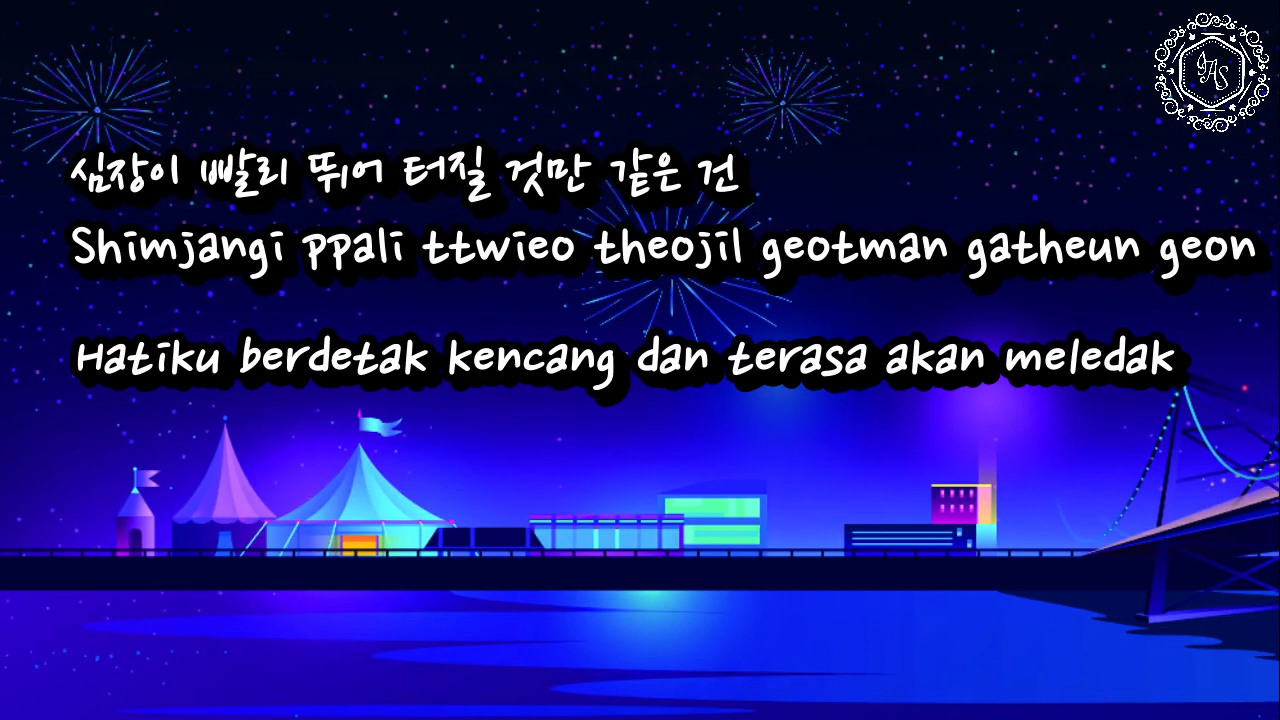 심장이 빨리 뛰어 터질 것만 같은 건
Shimjangi ppali ttwieo theojil geotman gatheun geon
Hatiku berdetak kencang dan terasa akan meledak